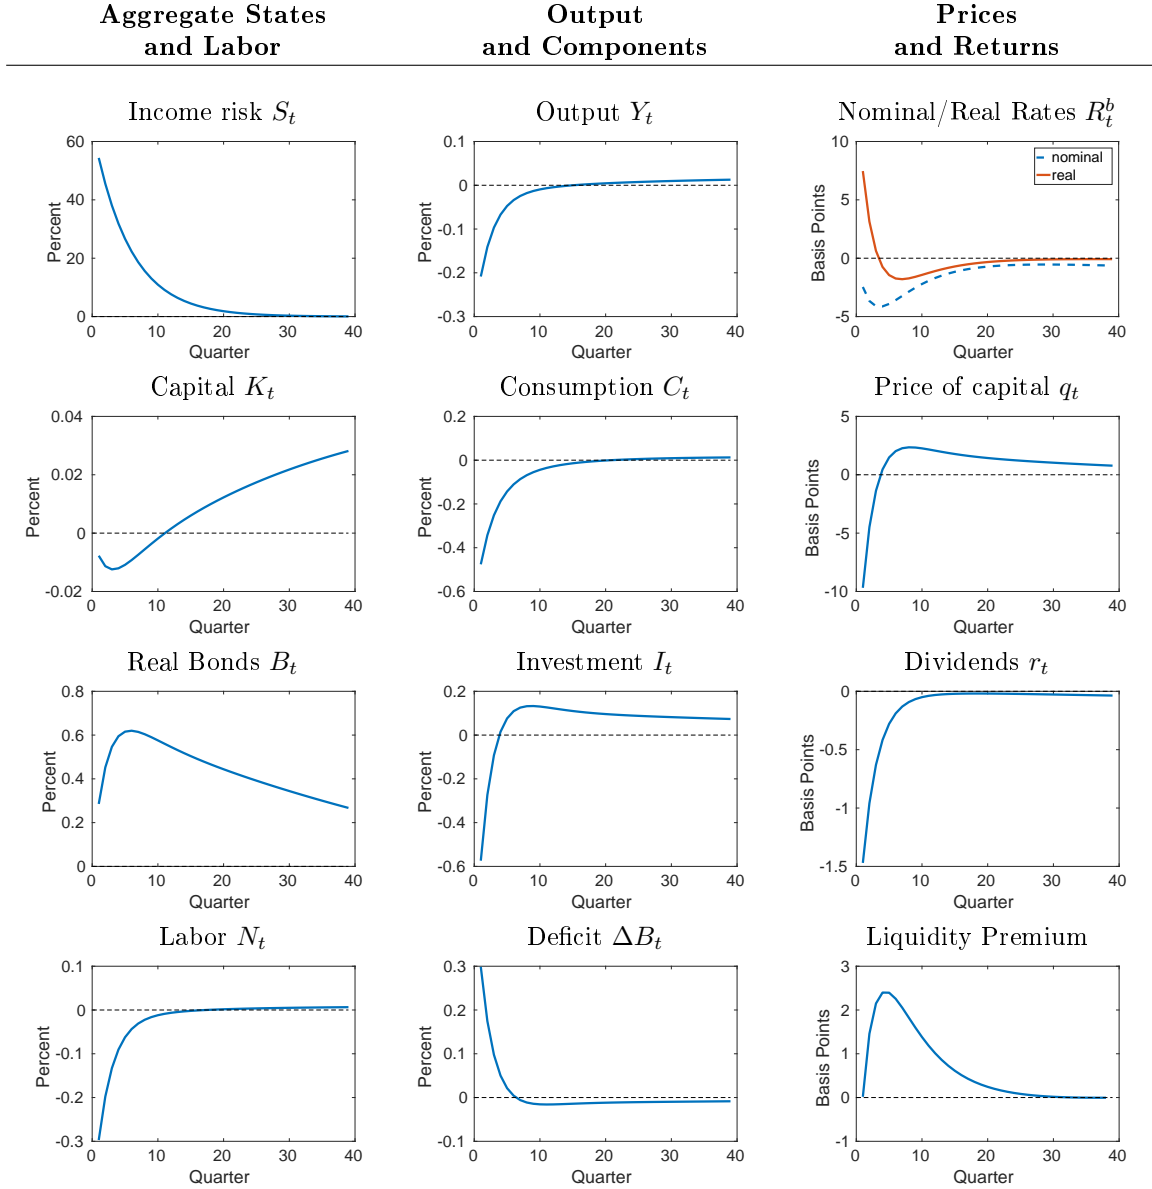 Aggregate States
and Labor
Output
and Components
Prices
and Returns
Income risk S_t
Percent
60
40
20
0
0 10 20 30 40
Quarter
Output Y_t
Percent
0.1
0
-0.1
-0.2
-0.3
0 10 20 30 40
Quarter
Nominal/Real Rates R_t^b
nominal
real
Basis Points
10
5
0
-5
0 10 20 30 40
Quarter
Capital K_t
Percent
0.04
0.02
0
-0.02
0 10 20 30 40
Quarter
Consumption C_t
Percent
0.2
0
-0.2
-0.4
-0.6
0 10 20 30 40
Quarter
Price of capital q_t
Basis Points
5
0
-5
-10
0 10 20 30 40
Quarter
Real Bonds B_t
Percent
0.8
0.6
0.4
0.2
0
0 10 20 30 40
Quarter
Investment I_t
Percent
0.2
0
-0.2
-0.4
-0.6
0 10 20 30 40
Quarter
Dividends r_t
Basis Points
0
-0.5
-1
-1.5
0 10 20 30 40
Quarter
Labor N_t
Percent
0.1
0
-0.1
-0.2
-0.3
0 10 20 30 40
Quarter
Deficit ΔB_t
Percent
0.3
0.2
0.1
0
-0.1
0 10 20 30 40
Quarter
Liquidity Premium
Basis Points
3
2
1
0
-1
0 10 20 30 40
Quarter